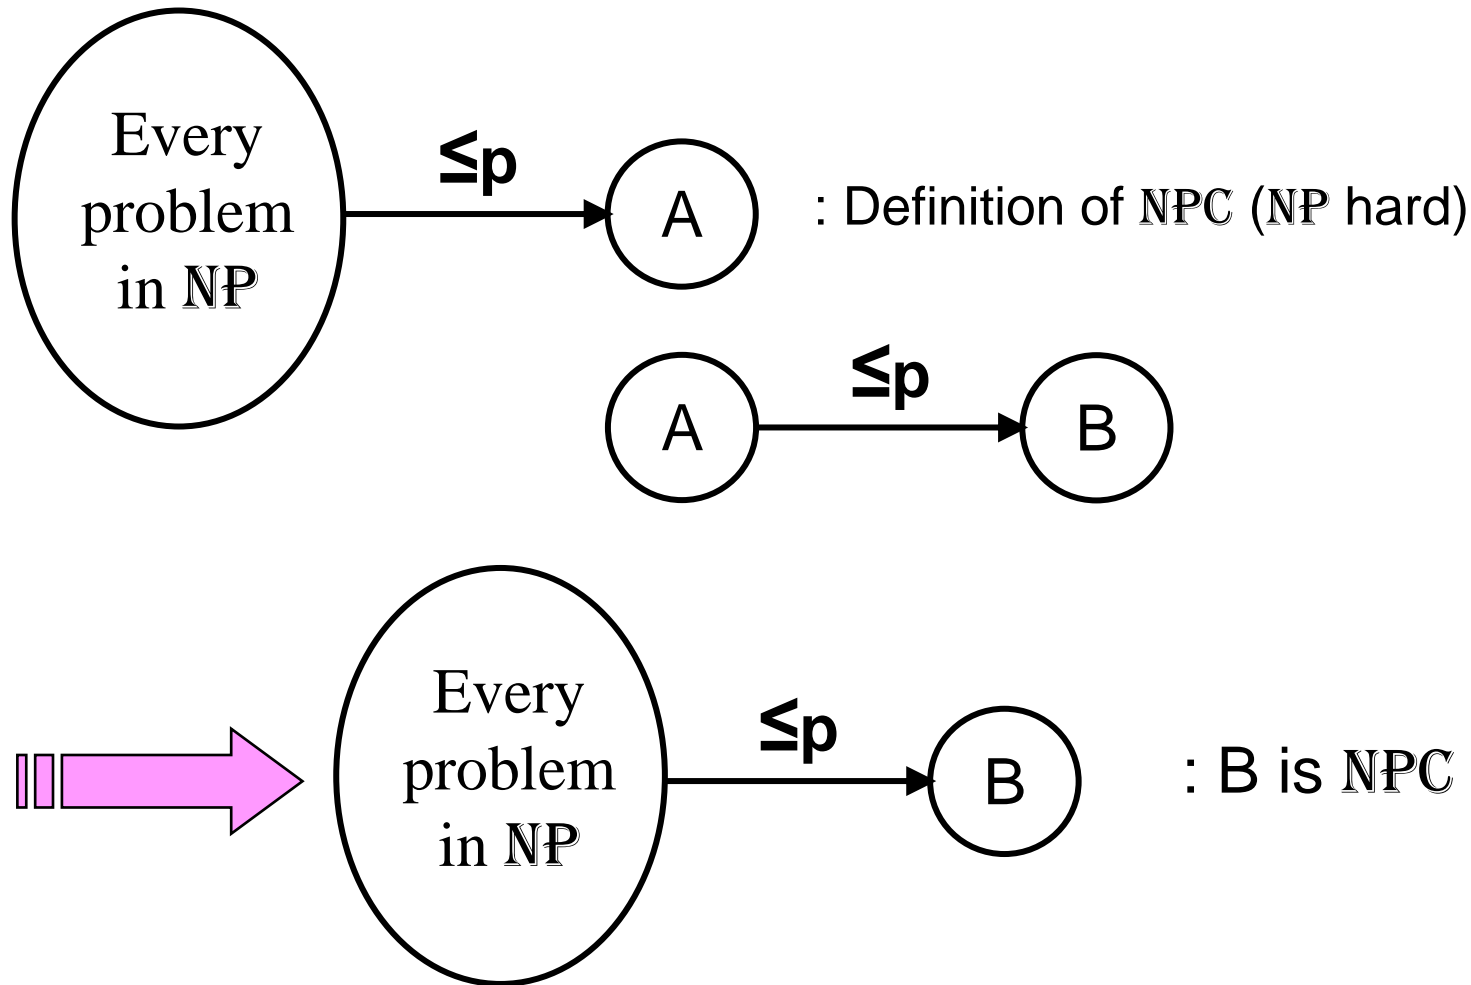 Every
problem
in NP
≤p
A
: Definition of NPC (NP hard)
A
≤p
B
Every
problem
in NP
≤p
B
: B is NPC